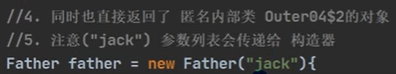 //4. 同时也直接返回了 匿名内部类 Outer04$2的对象
//5. 注意("jack") 参数列表会传递给 构造器
Father father = new Father("jack"){